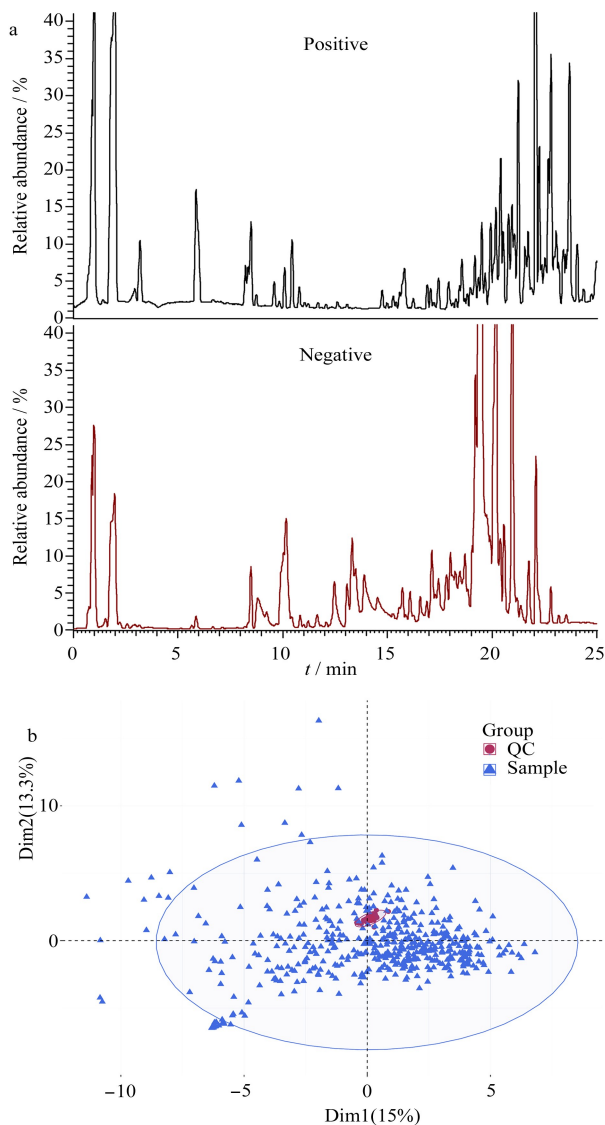 a
Positive
Relative abundance / %
40
35
30
25
20
15
10
5
0
Negative
Relative abundance / %
40
35
30
25
20
15
10
5
0
0 5 10 15 20 25
t / min
b
Group
QC
Sample
Dim2(13.3%)
10
0
−10 −5 0 5
Dim1(15%)